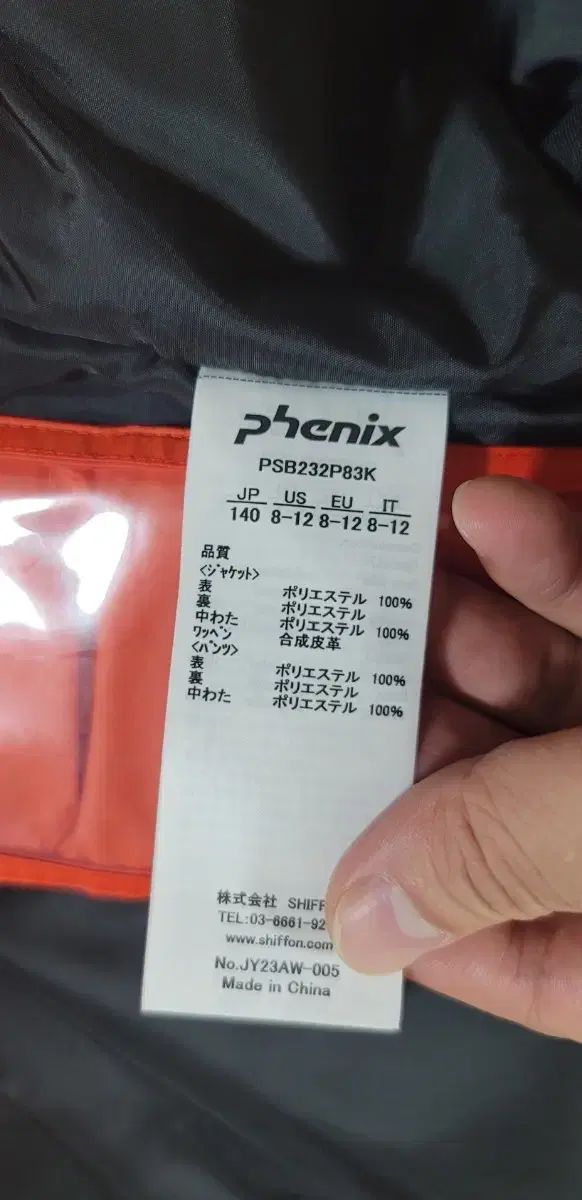 phenix
PSB232P83K
JP US EU IT
140 8-12 8-12 8-12
品質
<ジャケット>
表 ポリエステル 100%
裏 ポリエステル
中わた ポリエステル 100%
ワッペン 合成皮革
<パンツ>
表 ポリエステル 100%
裏 ポリエステル
中わた ポリエステル 100%
株式会社 SHIFF
TEL:03-6661-92
www.shiffon.com
No.JY23AW-005
Made in China